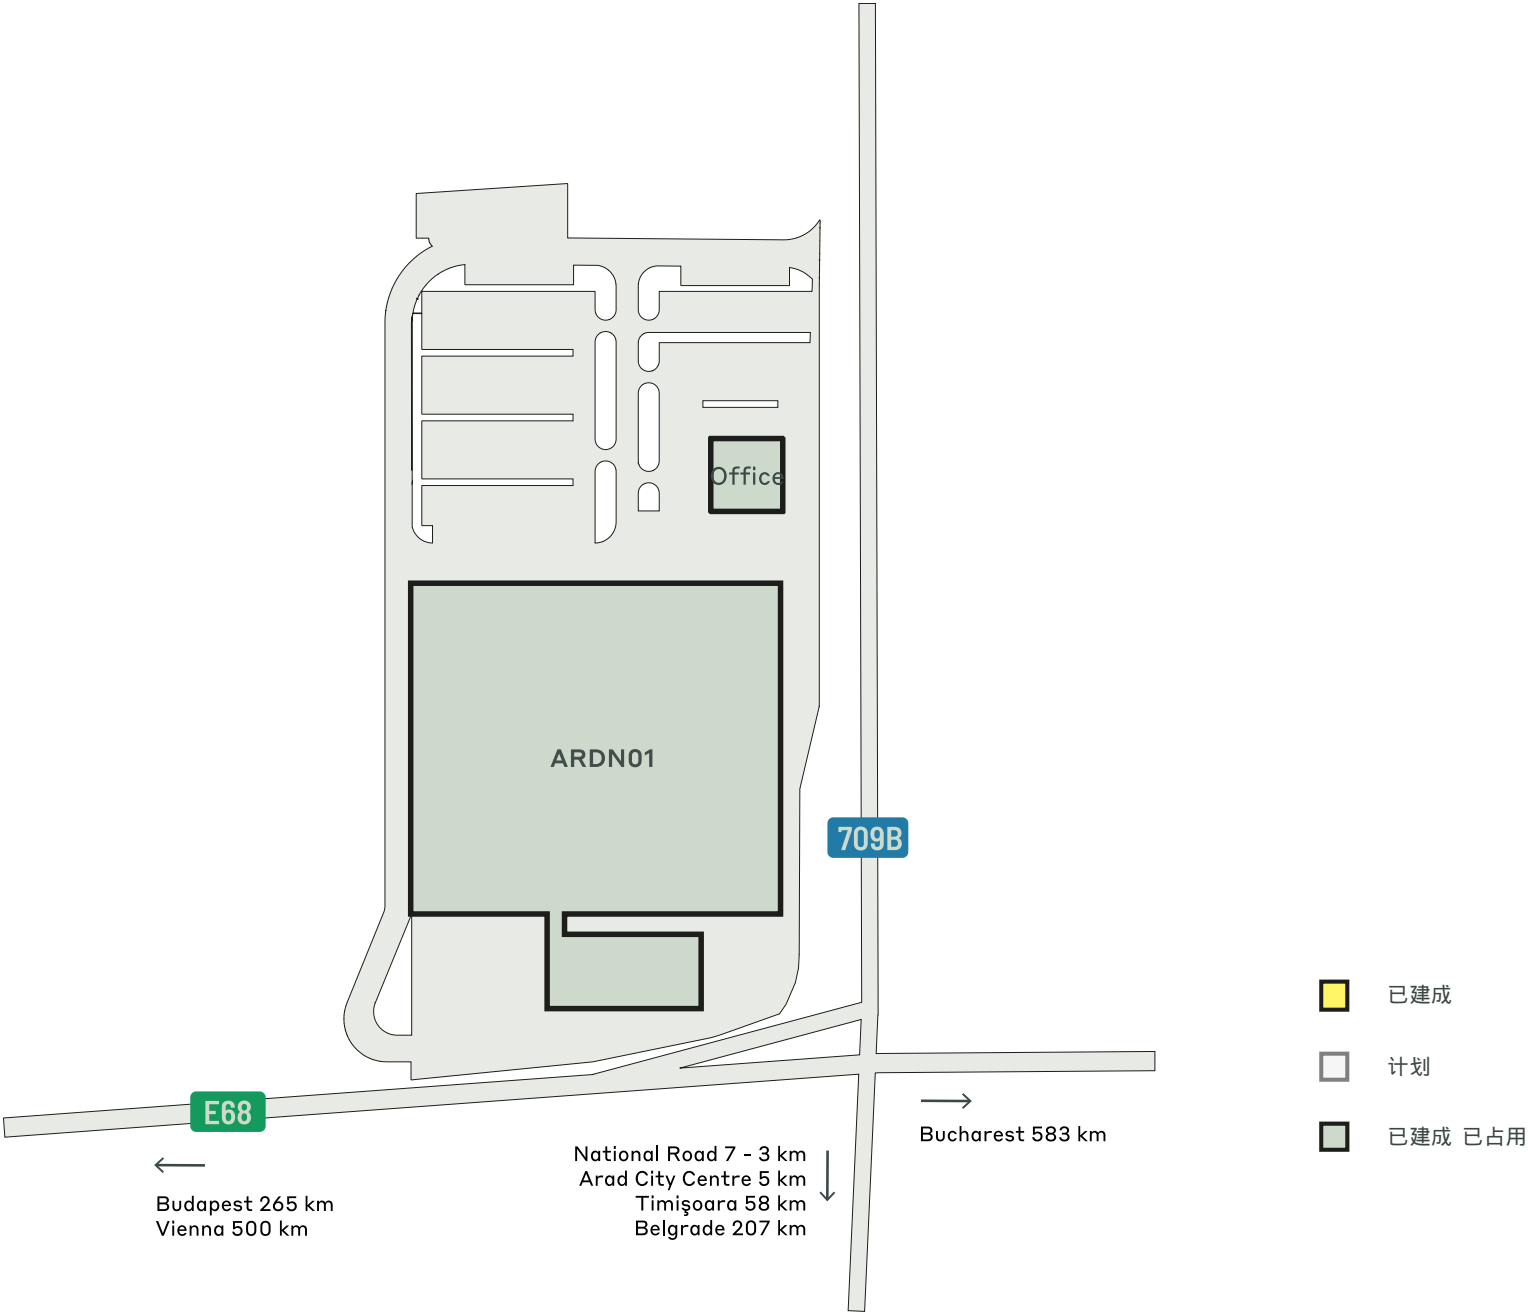 Office
ARDN01
709B
已建成
计划
已建成 已占用
E68
Bucharest 583 km
National Road 7 - 3 km
Arad City Centre 5 km
Timişoara 58 km
Belgrade 207 km
Budapest 265 km
Vienna 500 km